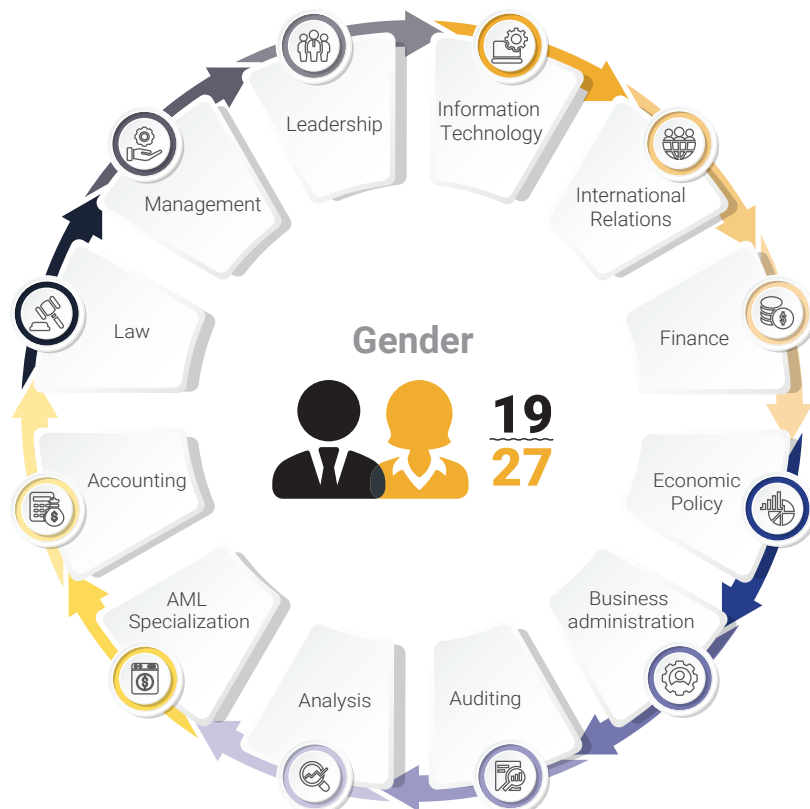 Leadership
Information
Technology
International
Relations
Finance
Economic
Policy
Business
administration
Auditing
Analysis
AML
Specialization
Accounting
Law
Management
Gender
19
27